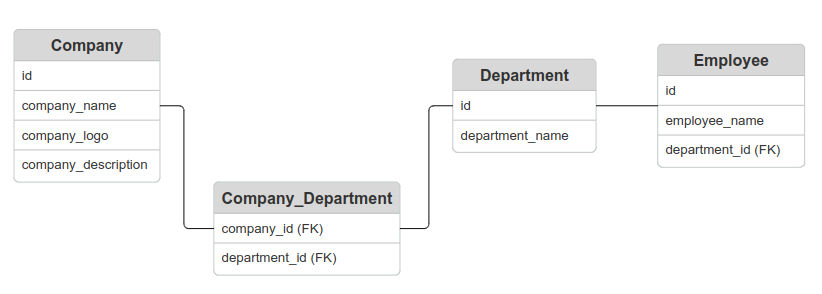 Company
id
company_name
company_logo
company_description
Company_Department
company_id (FK)
department_id (FK)
Department
id
department_name
Employee
id
employee_name
department_id (FK)